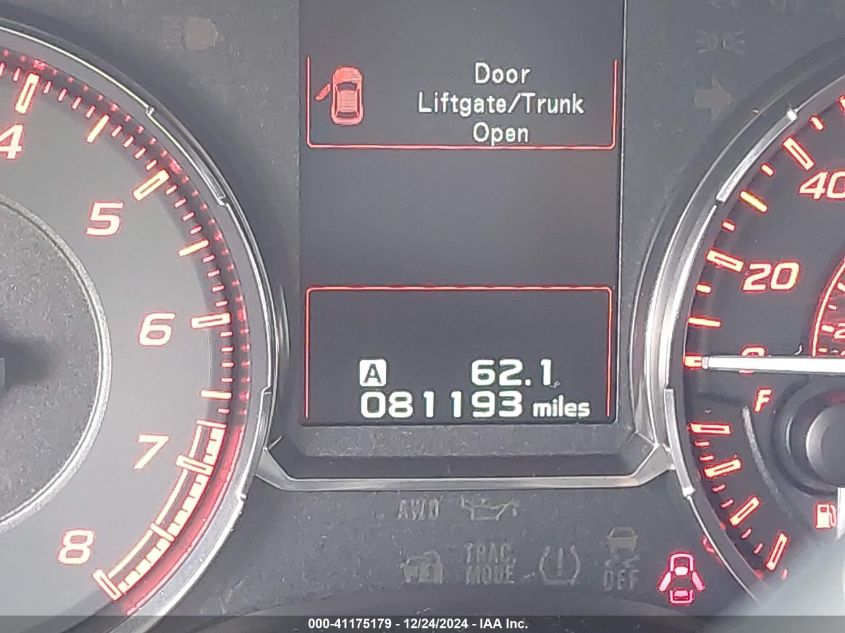 Door
Liftgate/Trunk
Open
4
5
6
7
8
40
20
0
F
A 62.1
081193 miles
AWD
TRAC
MODE
OFF
000-41175179 - 12/24/2024 - IAA Inc.